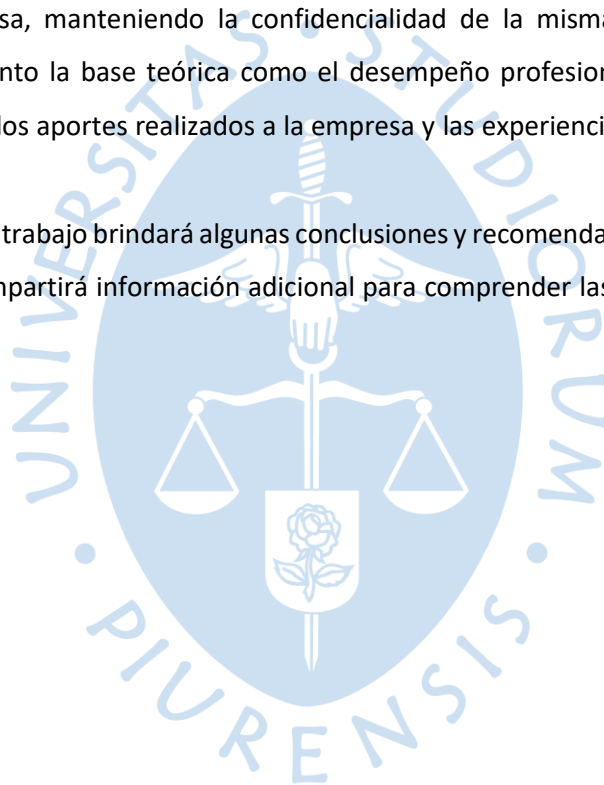 sa, manteniendo la confidencialidad de la misma
nto la base teórica como el desempeño profesion
los aportes realizados a la empresa y las experienci
trabajo brindará algunas conclusiones y recomenda
mpartirá información adicional para comprender las
UNIVERSITAS • STUDIORUM • PIURENSIS •